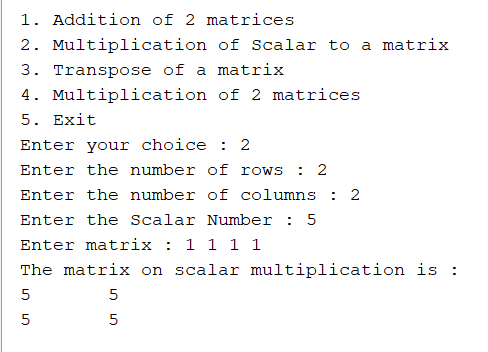 1. Addition of 2 matrices
2. Multiplication of Scalar to a matrix
3. Transpose of a matrix
4. Multiplication of 2 matrices
5. Exit
Enter your choice : 2
Enter the number of rows : 2
Enter the number of columns : 2
Enter the Scalar Number : 5
Enter matrix : 1 1 1 1
The matrix on scalar multiplication is :
5       5
5       5